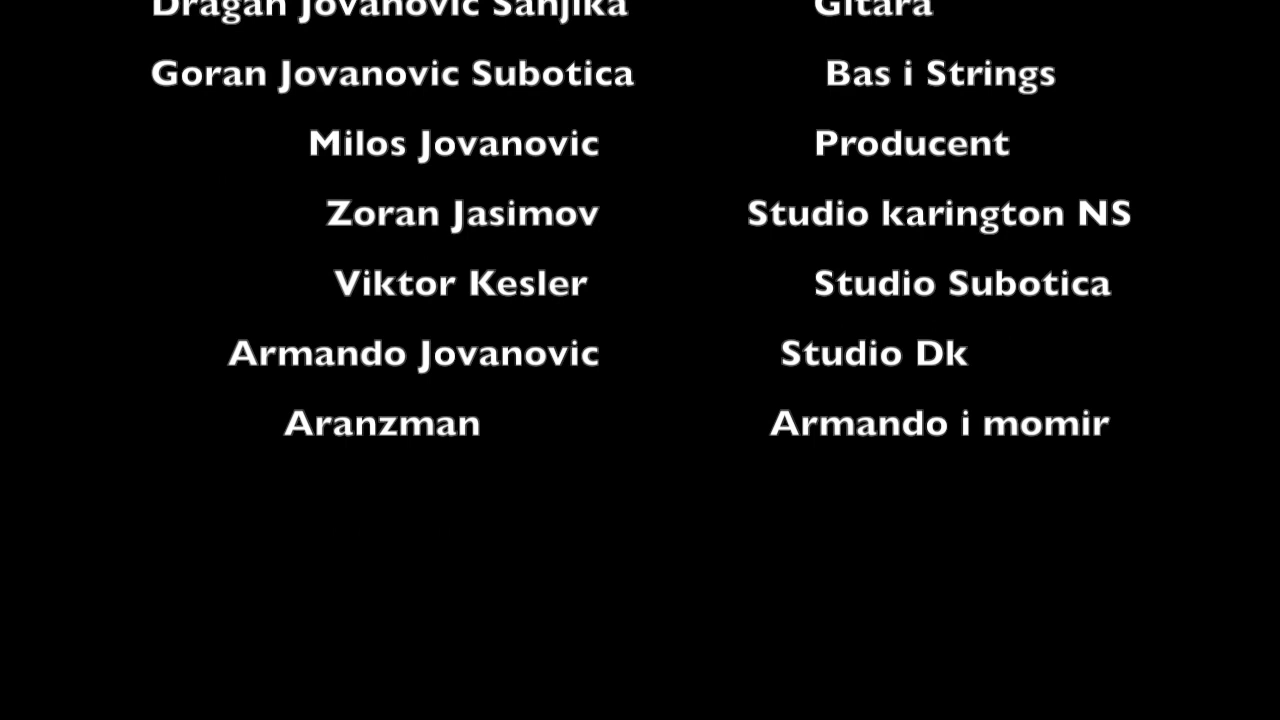 Dragan Jovanovic Sanjika Gitara
Goran Jovanovic Subotica Bas i Strings
Milos Jovanovic Producent
Zoran Jasimov Studio karington NS
Viktor Kesler Studio Subotica
Armando Jovanovic Studio Dk
Aranzman Armando i momir